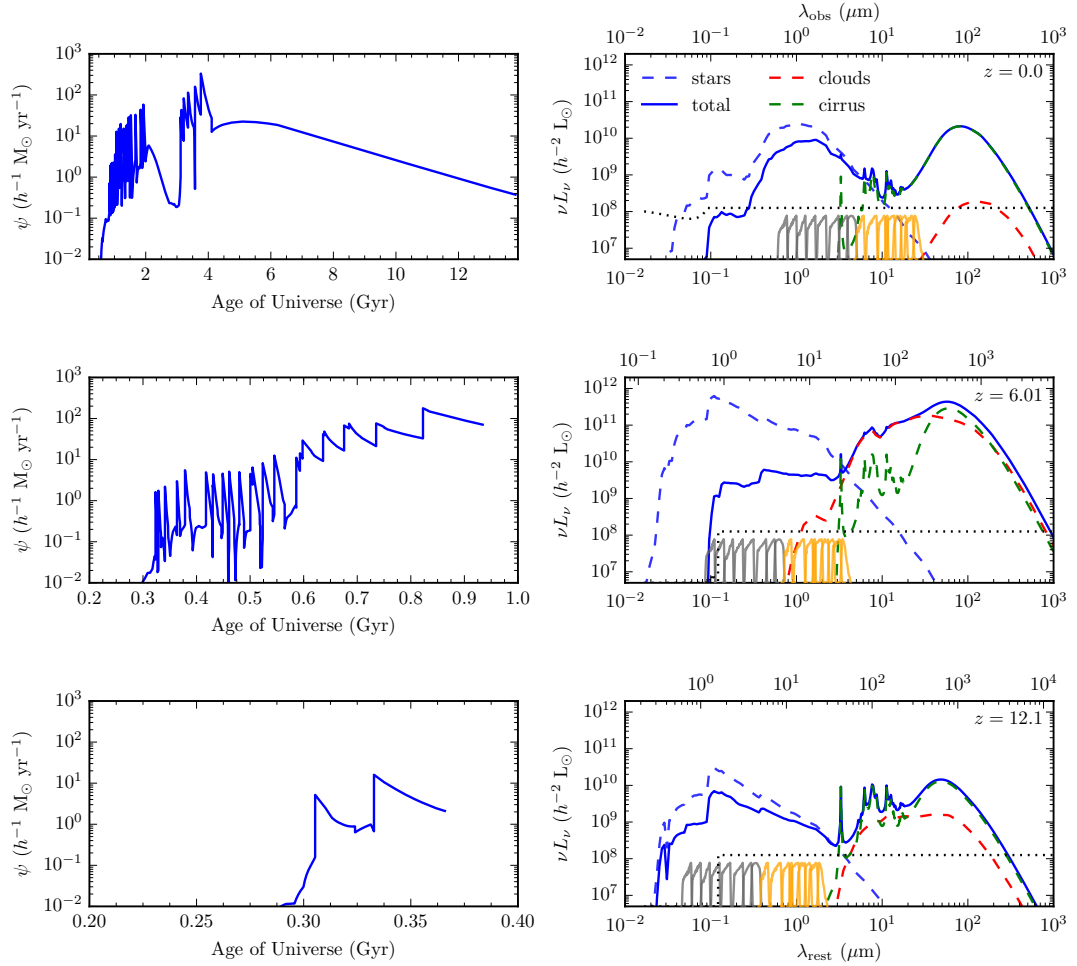 λ_obs (μm)
10^−2 10^−1 10^0 10^1 10^2 10^3
10^3 10^2 10^1 10^0 10^−1 10^−2
ψ (h^−1 M_⊙ yr^−1)
2 4 6 8 10 12
Age of Universe (Gyr)
10^12 10^11 10^10 10^9 10^8 10^7
νL_ν (h^−2 L_⊙)
stars
total
clouds
cirrus
z = 0.0
10^−2 10^−1 10^0 10^1 10^2 10^3
10^3 10^2 10^1 10^0 10^−1 10^−2
ψ (h^−1 M_⊙ yr^−1)
0.2 0.3 0.4 0.5 0.6 0.7 0.8 0.9 1.0
Age of Universe (Gyr)
10^−1 10^0 10^1 10^2 10^3
10^12 10^11 10^10 10^9 10^8 10^7
νL_ν (h^−2 L_⊙)
z = 6.01
10^−2 10^−1 10^0 10^1 10^2 10^3
10^3 10^2 10^1 10^0 10^−1 10^−2
ψ (h^−1 M_⊙ yr^−1)
0.20 0.25 0.30 0.35 0.40
Age of Universe (Gyr)
10^0 10^1 10^2 10^3 10^4
10^12 10^11 10^10 10^9 10^8 10^7
νL_ν (h^−2 L_⊙)
z = 12.1
10^−2 10^−1 10^0 10^1 10^2 10^3
λ_rest (μm)